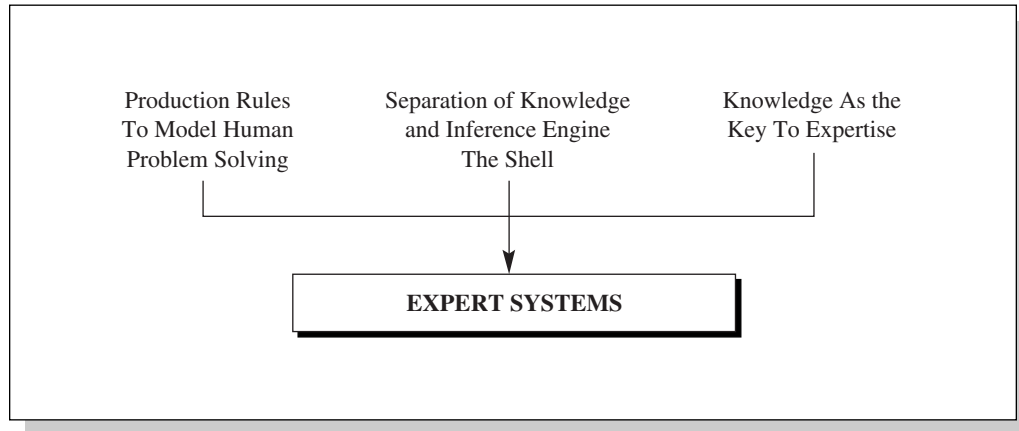 Production Rules
To Model Human
Problem Solving
Separation of Knowledge
and Inference Engine
The Shell
Knowledge As the
Key To Expertise
EXPERT SYSTEMS